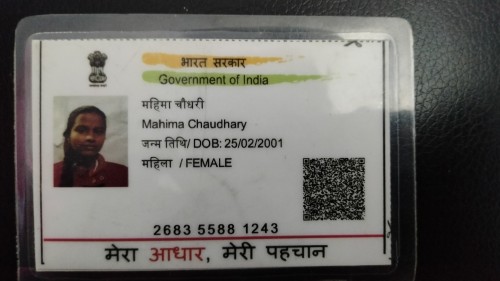 भारत सरकार
Government of India
महिमा चौधरी
Mahima Chaudhary
जन्म तिथि/ DOB: 25/02/2001
महिला / FEMALE
2683 5588 1243
मेरा आधार, मेरी पहचान